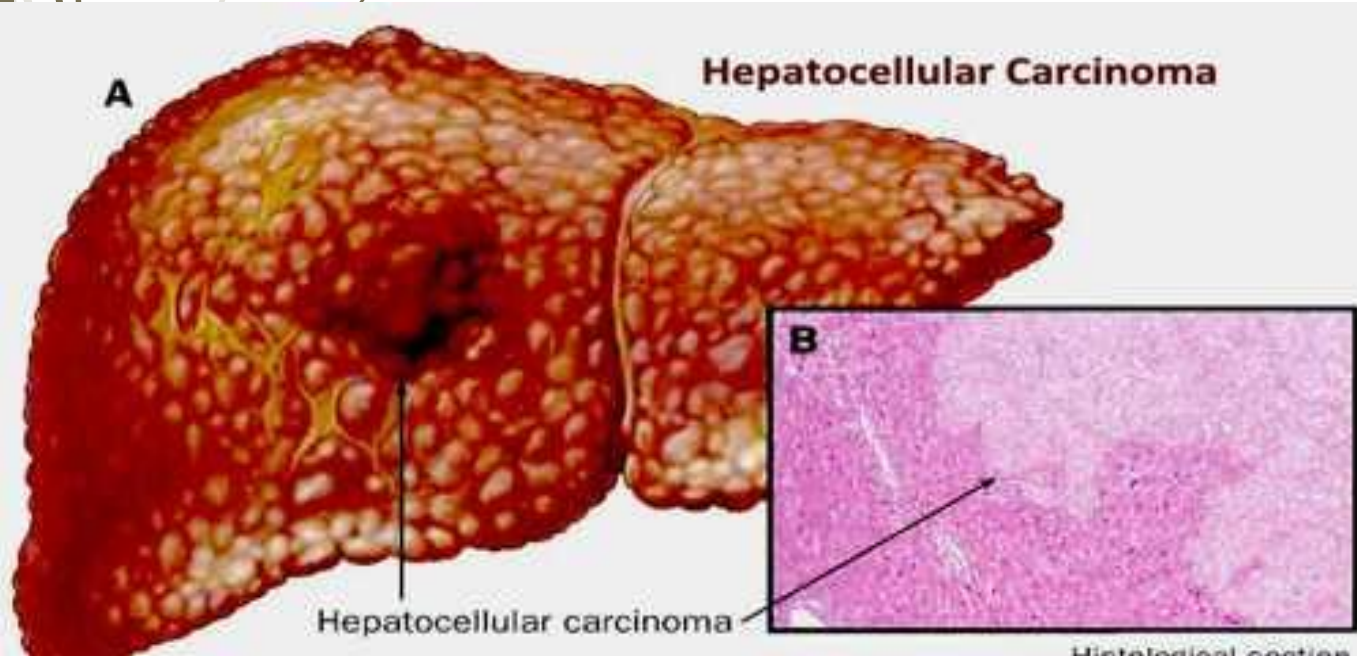 A
Hepatocellular Carcinoma
B
Hepatocellular carcinoma
Histological section